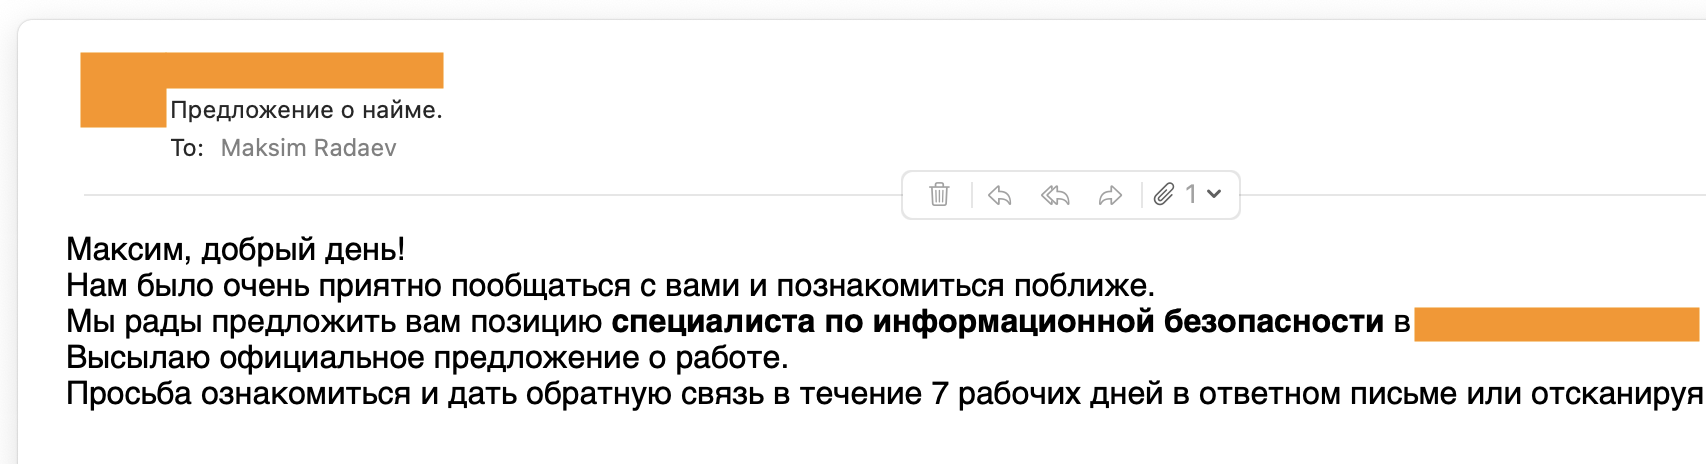 Предложение о найме.
To: Maksim Radaev
1
Максим, добрый день!
Нам было очень приятно пообщаться с вами и познакомиться поближе.
Мы рады предложить вам позицию специалиста по информационной безопасности в
Высылаю официальное предложение о работе.
Просьба ознакомиться и дать обратную связь в течение 7 рабочих дней в ответном письме или отсканируя